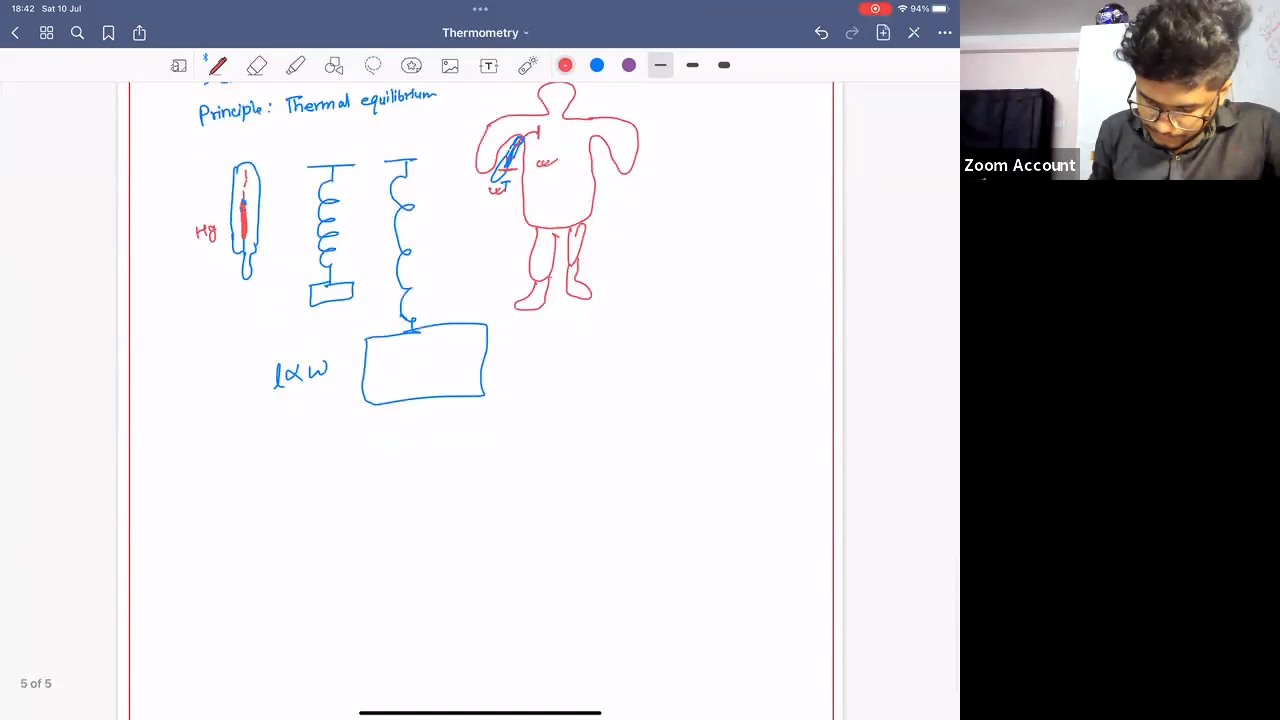 18:42 Sat 10 Jul
94%
Thermometry
Principle: Thermal equilibrium
Hg
T
l∝w
5 of 5
Zoom Account